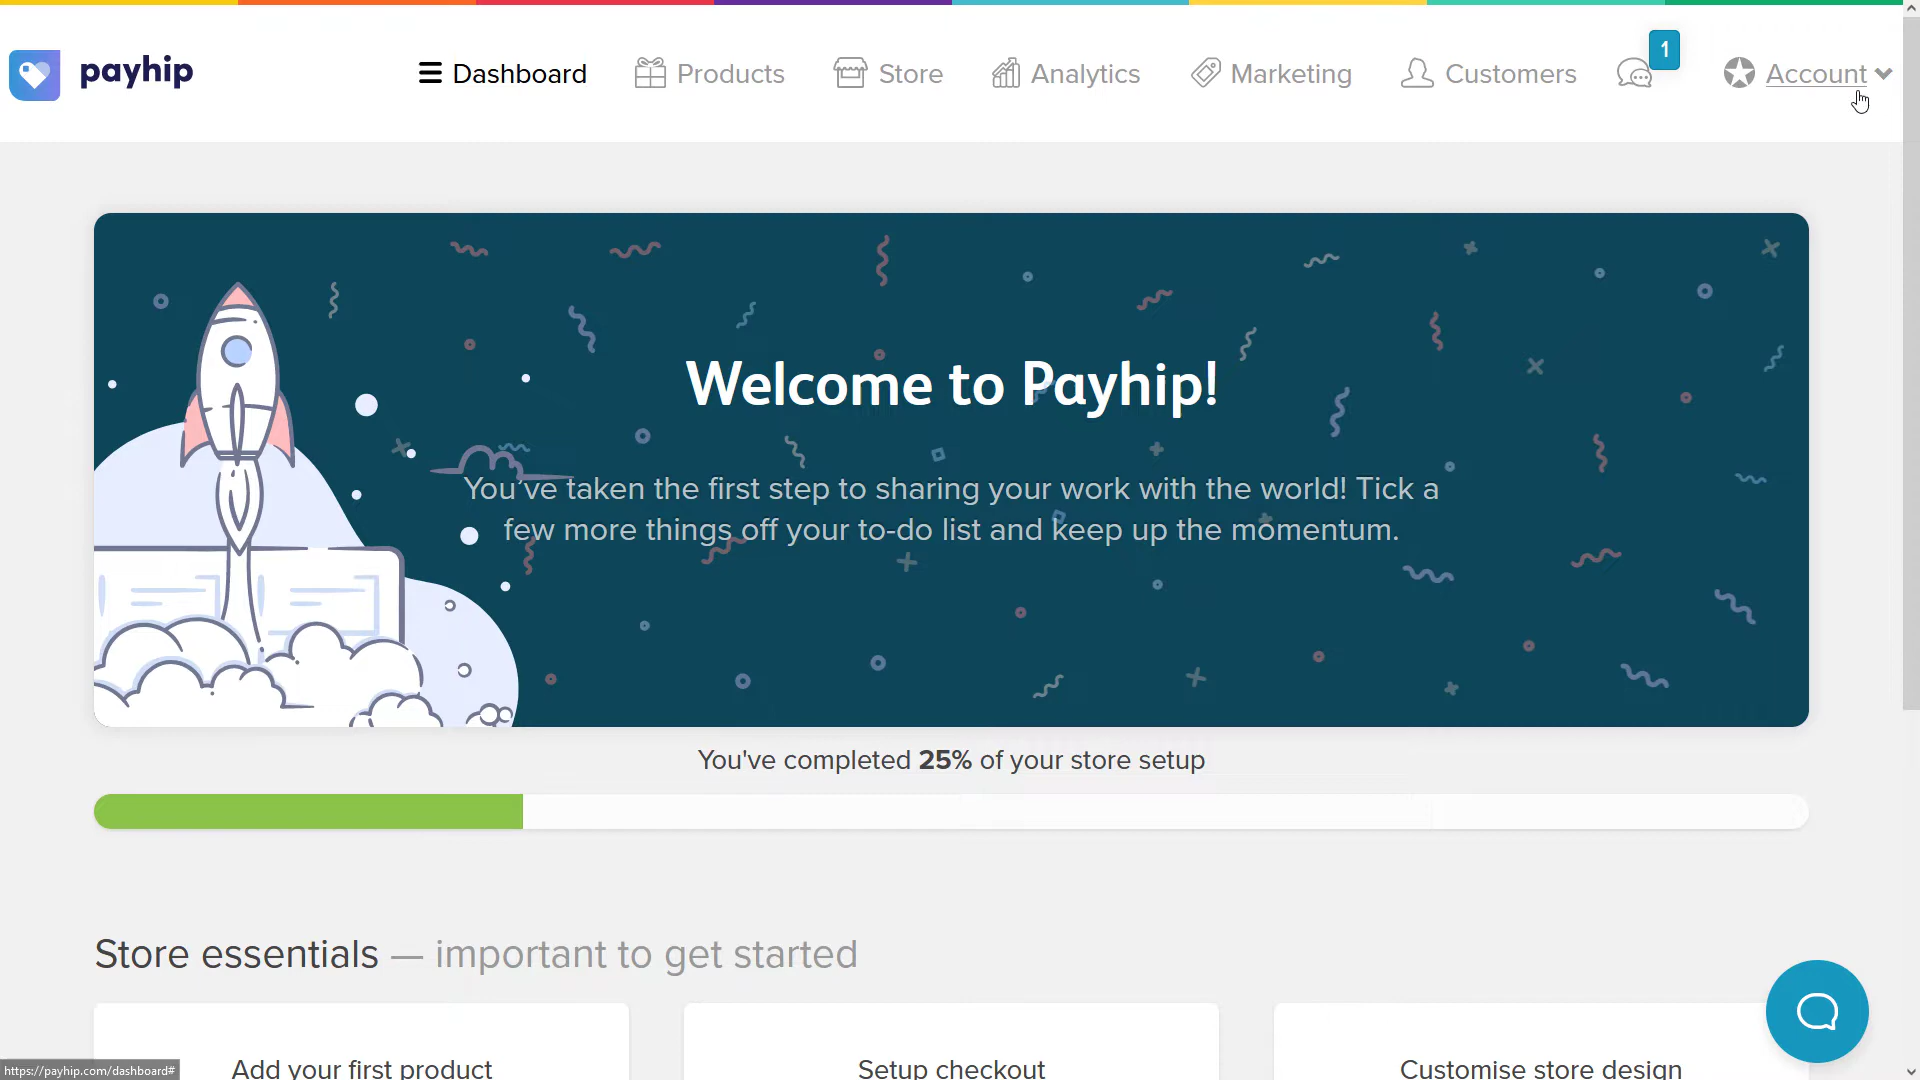 payhip
Dashboard
Products
Store
Analytics
Marketing
Customers
1
Account
Welcome to Payhip!
You've taken the first step to sharing your work with the world! Tick a
few more things off your to-do list and keep up the momentum.
You've completed 25% of your store setup
Store essentials — important to get started
Add your first product
Setup checkout
Customise store design
https://payhip.com/dashboard#